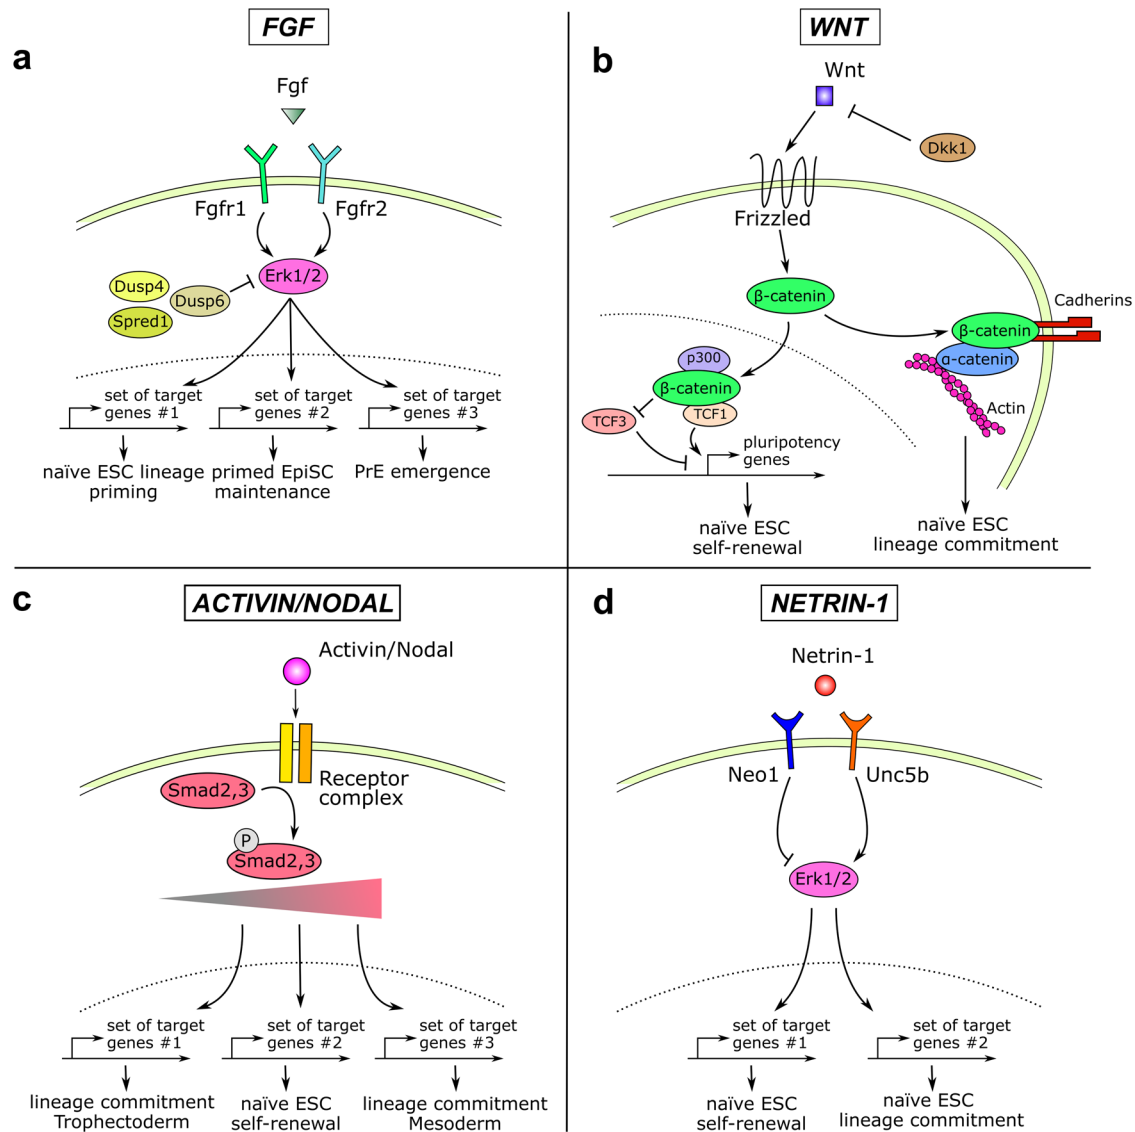 FGF
a
Fgf
Fgfr1
Fgfr2
Erk1/2
Dusp4
Dusp6
Spred1
set of target
genes #1
set of target
genes #2
set of target
genes #3
naïve ESC lineage
priming
primed EpiSC
maintenance
PrE emergence
WNT
b
Wnt
Dkk1
Frizzled
β-catenin
Cadherins
β-catenin
α-catenin
Actin
p300
β-catenin
TCF3
TCF1
pluripotency
genes
naïve ESC
self-renewal
naïve ESC
lineage commitment
c
ACTIVIN/NODAL
Activin/Nodal
Receptor
complex
Smad2,3
P
Smad2,3
set of target
genes #1
set of target
genes #2
set of target
genes #3
lineage commitment
Trophectoderm
naïve ESC
self-renewal
lineage commitment
Mesoderm
d
NETRIN-1
Netrin-1
Neo1
Unc5b
Erk1/2
set of target
genes #1
set of target
genes #2
naïve ESC
self-renewal
naïve ESC
lineage commitment